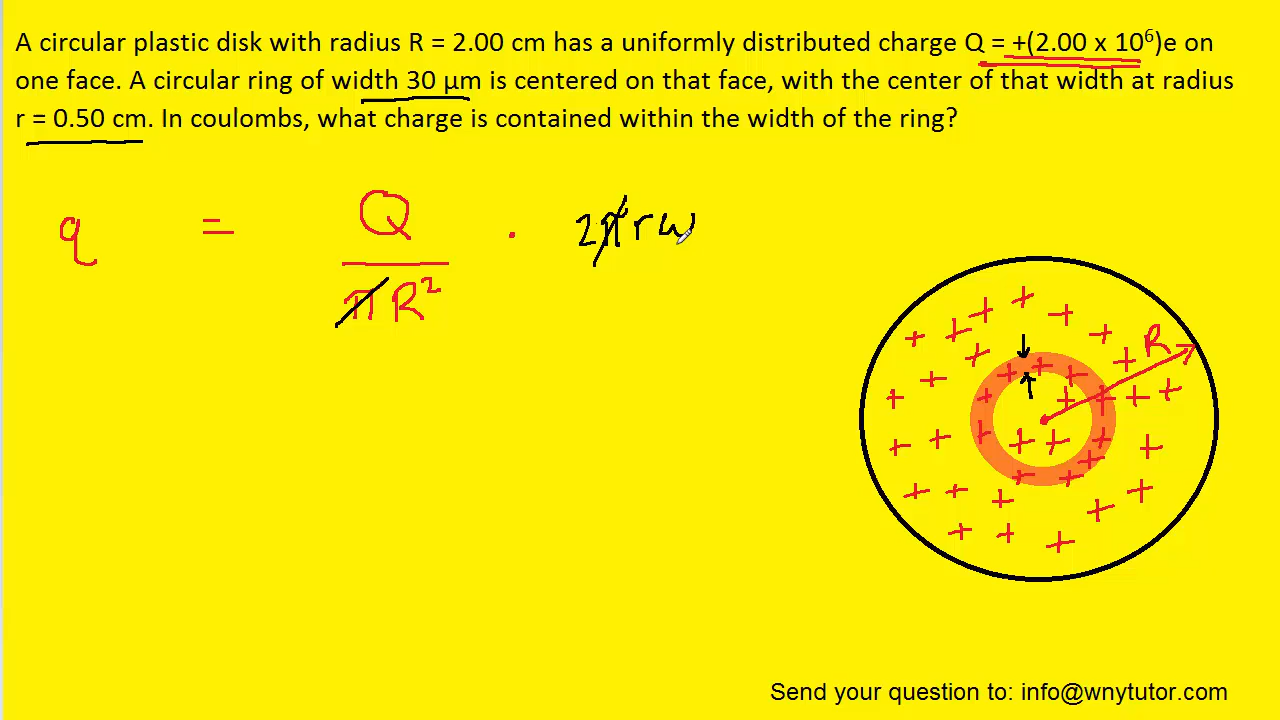 A circular plastic disk with radius R = 2.00 cm has a uniformly distributed charge Q = +(2.00 x 10⁶)e on
one face. A circular ring of width 30 µm is centered on that face, with the center of that width at radius
r = 0.50 cm. In coulombs, what charge is contained within the width of the ring?
q = Q / πR² · 2πrw
R
Send your question to: info@wnytutor.com